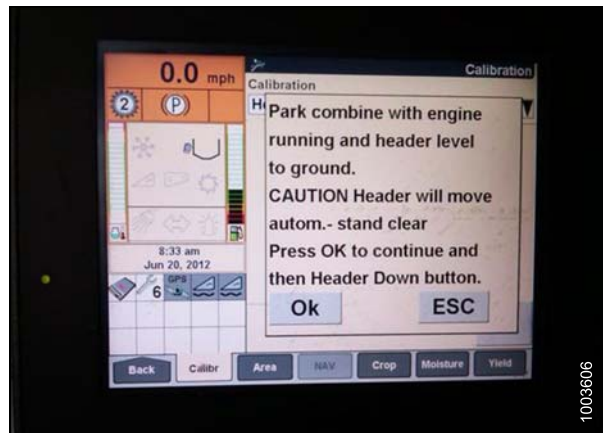 0.0 mph
Calibration
Calibration
2
P
He
Park combine with engine
running and header level
to ground.
CAUTION Header will move
autom.- stand clear
Press OK to continue and
then Header Down button.
Ok
ESC
8:33 am
Jun 20, 2012
6
GPS
Back
Calibr
Area
NAV
Crop
Moisture
Yield
1003606